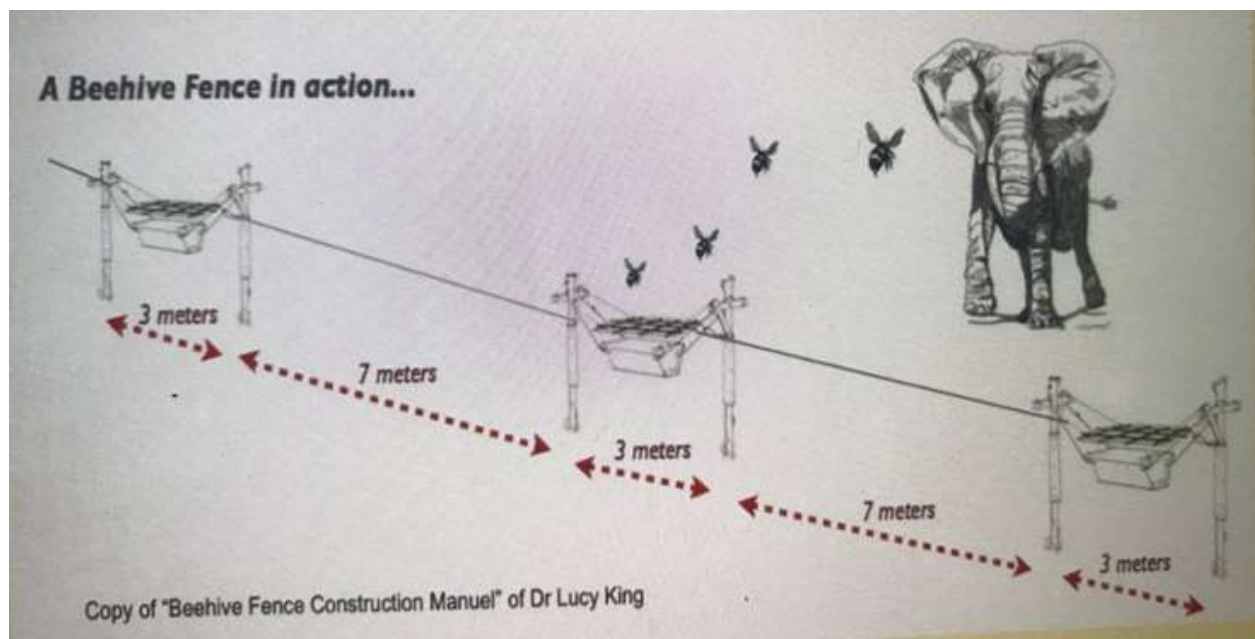 A Beehive Fence in action...
3 meters
7 meters
3 meters
7 meters
3 meters
Copy of "Beehive Fence Construction Manuel" of Dr Lucy King